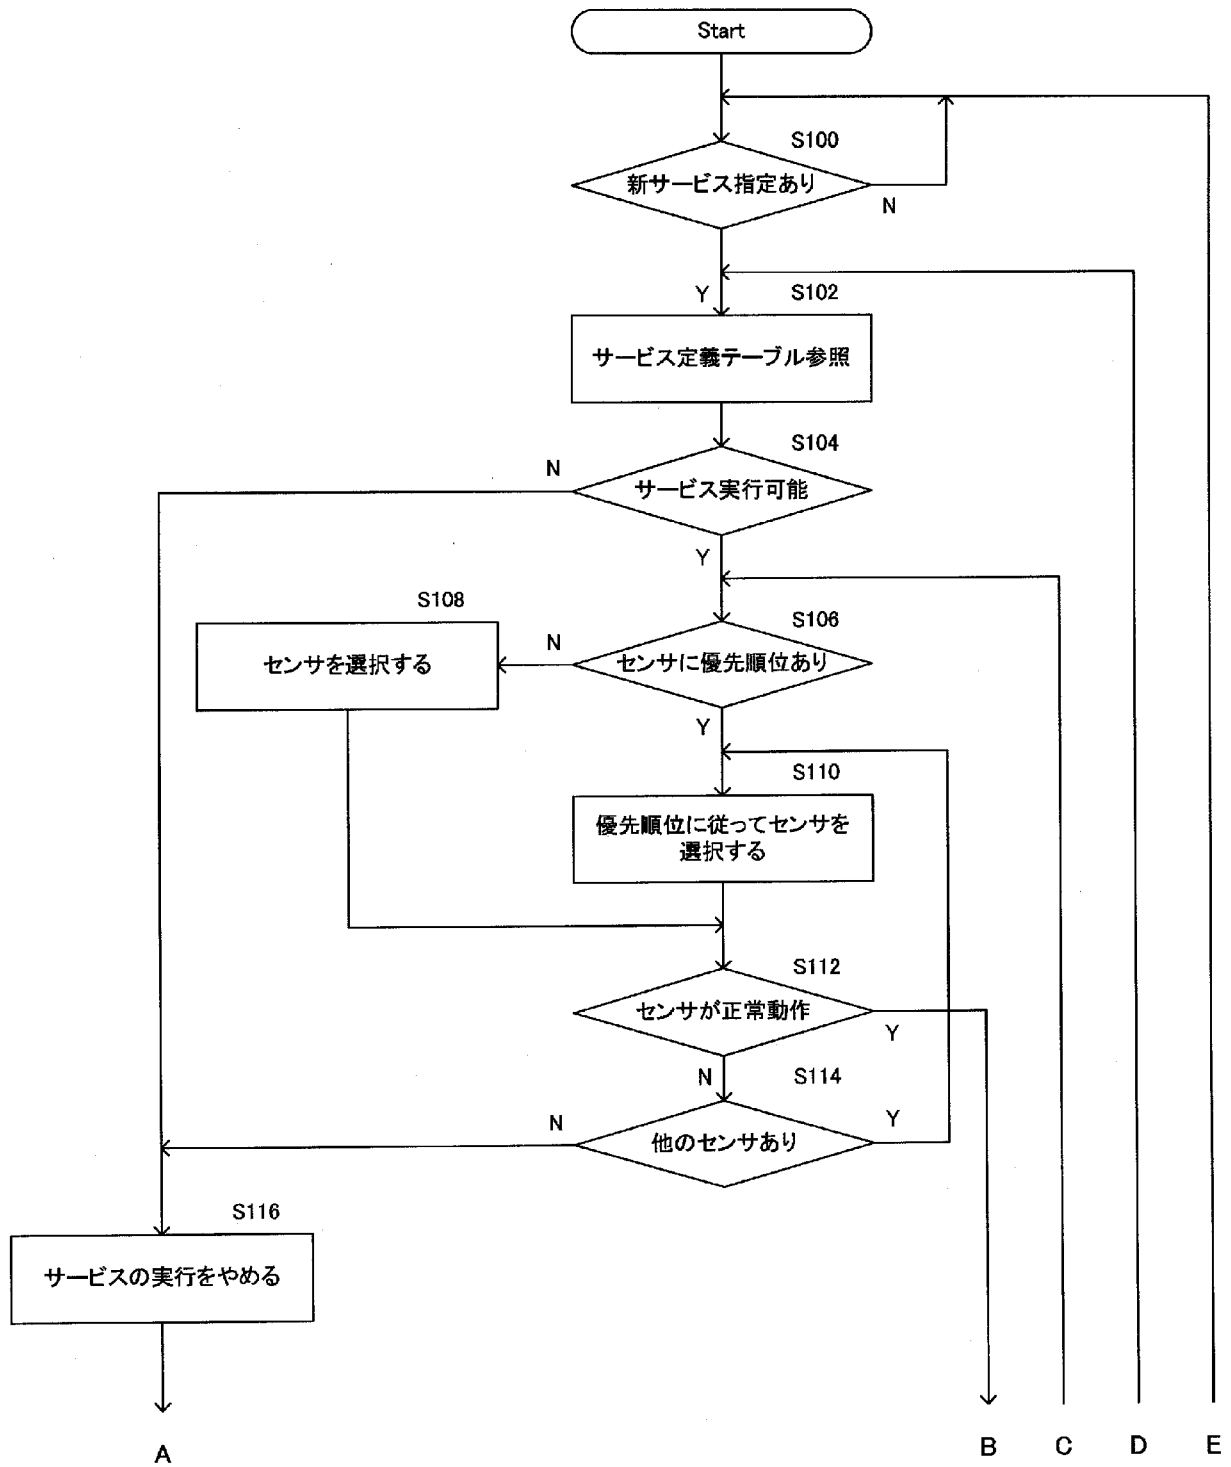 Start
S100
新サービス指定あり
N
Y
S102
サービス定義テーブル参照
S104
N
サービス実行可能
Y
S108
S106
センサを選択する
N
センサに優先順位あり
Y
S110
優先順位に従ってセンサを
選択する
S112
センサが正常動作
Y
N
S114
N
他のセンサあり
Y
S116
サービスの実行をやめる
A
B
C
D
E